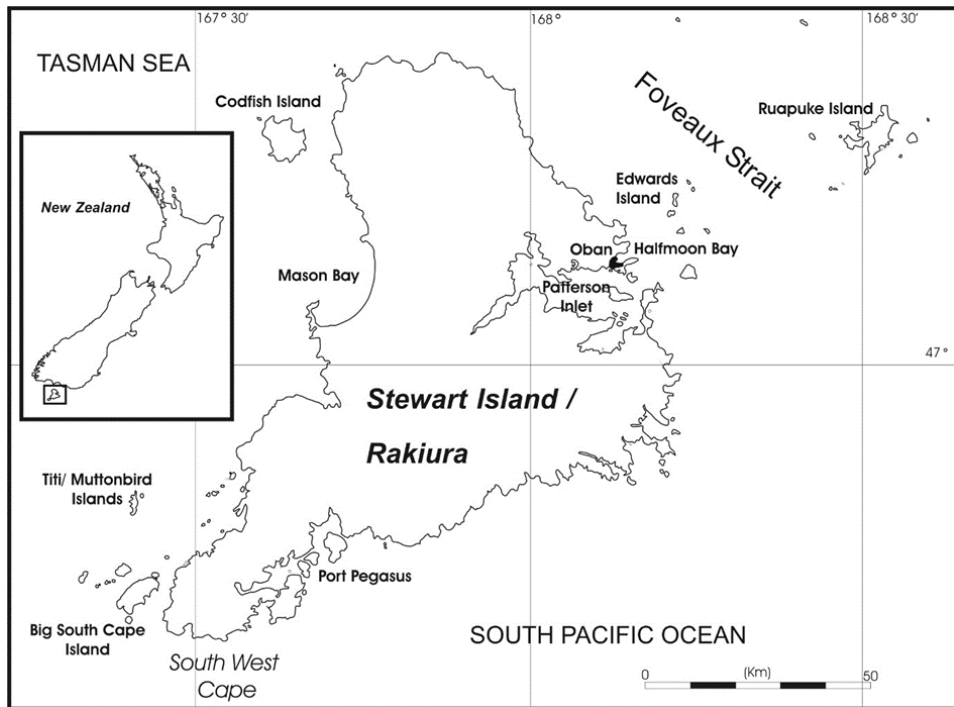 167° 30'
168°
168° 30'
TASMAN SEA
Codfish Island
Foveaux Strait
Ruapuke Island
New Zealand
Edwards
Island
Oban
Halfmoon Bay
Mason Bay
Patterson
Inlet
47°
Stewart Island /
Rakiura
Titi/ Muttonbird
Islands
Port Pegasus
Big South Cape
Island
SOUTH PACIFIC OCEAN
South West
Cape
0
(Km)
50